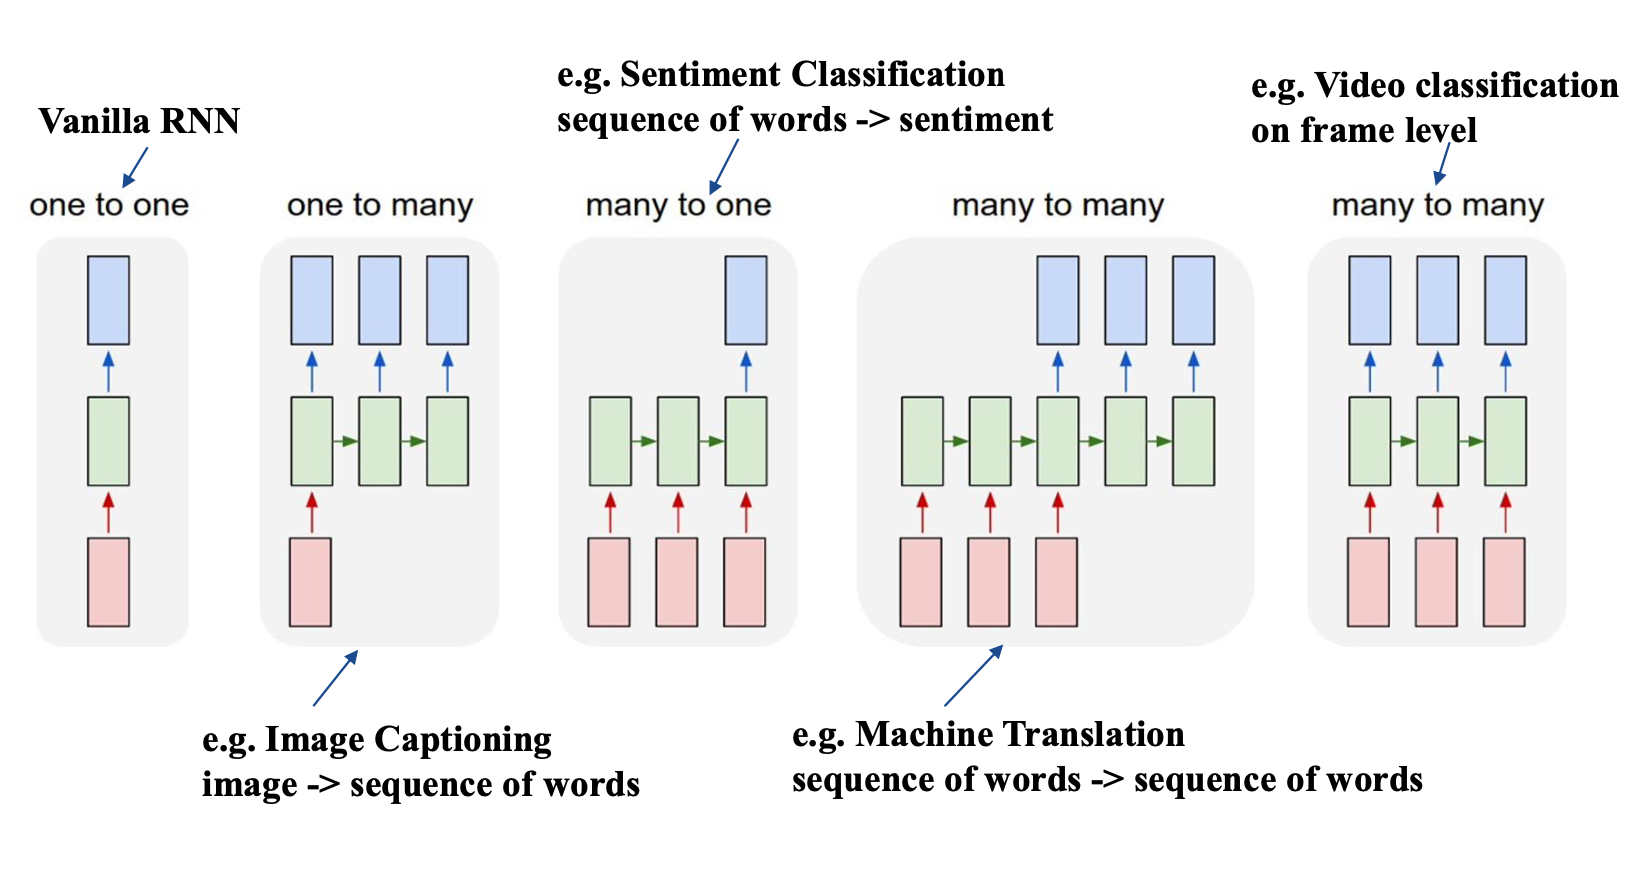 Vanilla RNN
e.g. Sentiment Classification
sequence of words -> sentiment
e.g. Video classification
on frame level
one to one
one to many
many to one
many to many
many to many
e.g. Image Captioning
image -> sequence of words
e.g. Machine Translation
sequence of words -> sequence of words